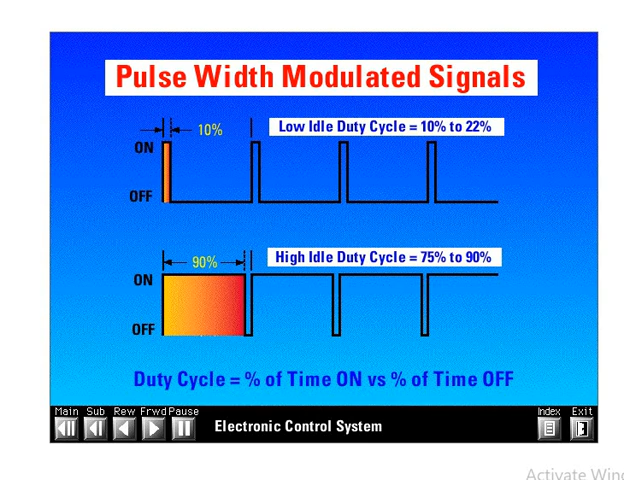 Pulse Width Modulated Signals
10%
Low Idle Duty Cycle = 10% to 22%
ON
OFF
90%
High Idle Duty Cycle = 75% to 90%
ON
OFF
Duty Cycle = % of Time ON vs % of Time OFF
Main Sub Rew Frwd Pause
Index Exit
Electronic Control System
Activate Wind